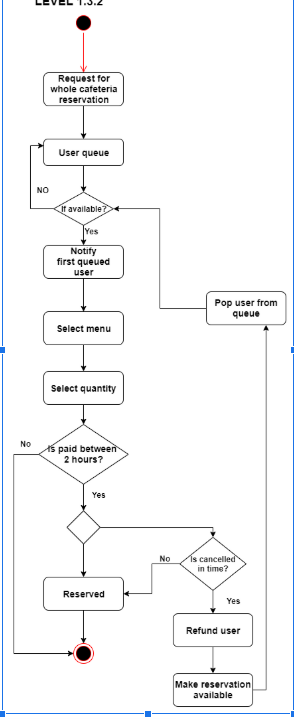 LEVEL 1.3.2
Request for
whole cafeteria
reservation
User queue
NO
If available?
Yes
Notify
first queued
user
Pop user from
queue
Select menu
Select quantity
No
Is paid between
2 hours?
Yes
No
Is cancelled
in time?
Reserved
Yes
Refund user
Make reservation
available